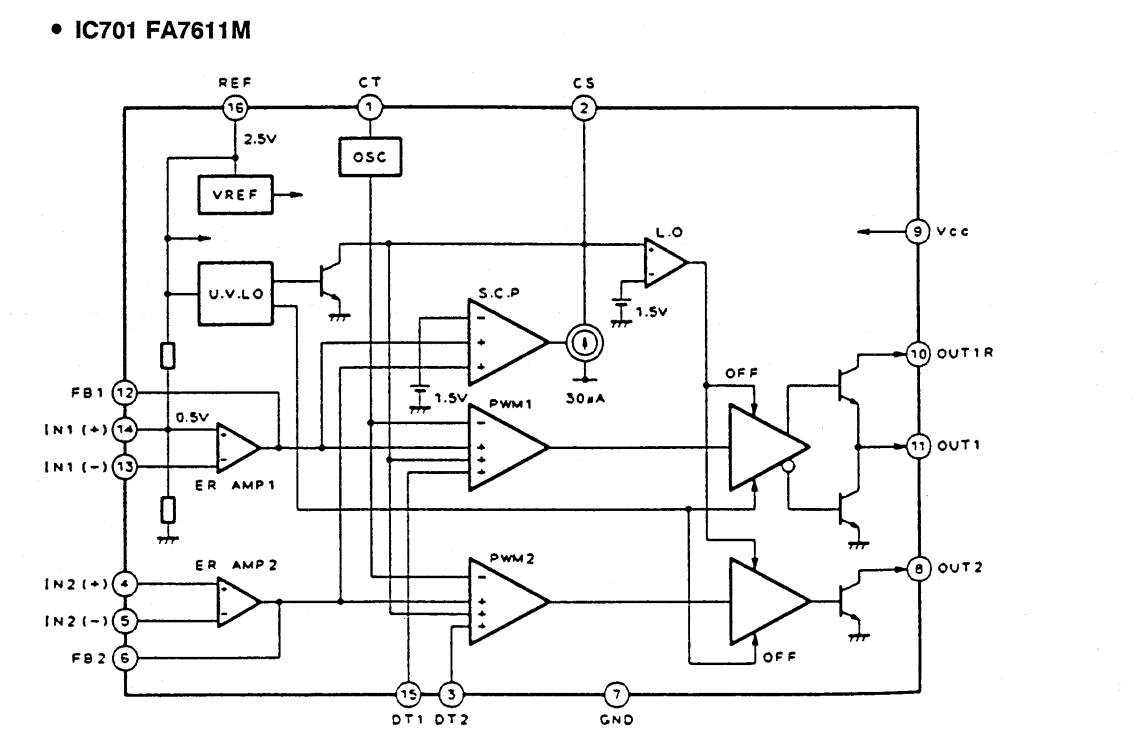 • IC701 FA7611M
REF CT CS
16 1 2
2.5V
OSC
VREF
L.O
9 Vcc
U.V.LO
S.C.P
1.5V
10 OUT1R
OFF
FB1 12
1.5V
30µA
PWM1
IN1 (+) 14 0.5V
11 OUT1
IN1 (-) 13
ER AMP1
ER AMP2
PWM2
IN2 (+) 4
8 OUT2
IN2 (-) 5
FB2 6
OFF
15 3 7
DT1 DT2 GND